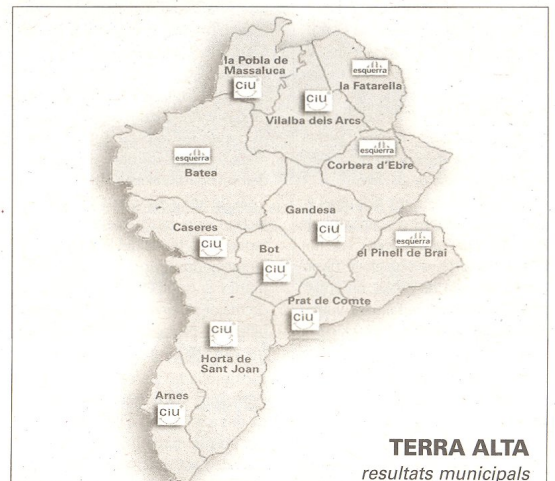 la Pobla de
Massaluca
CiU
esquerra
la Fatarella
CiU
Vilalba dels Arcs
esquerra
Corbera d'Ebre
esquerra
Batea
Gandesa
CiU
Caseres
CiU
Bot
CiU
esquerra
el Pinell de Brai
Prat de Comte
CiU
CiU
Horta de
Sant Joan
Arnes
CiU
TERRA ALTA
resultats municipals